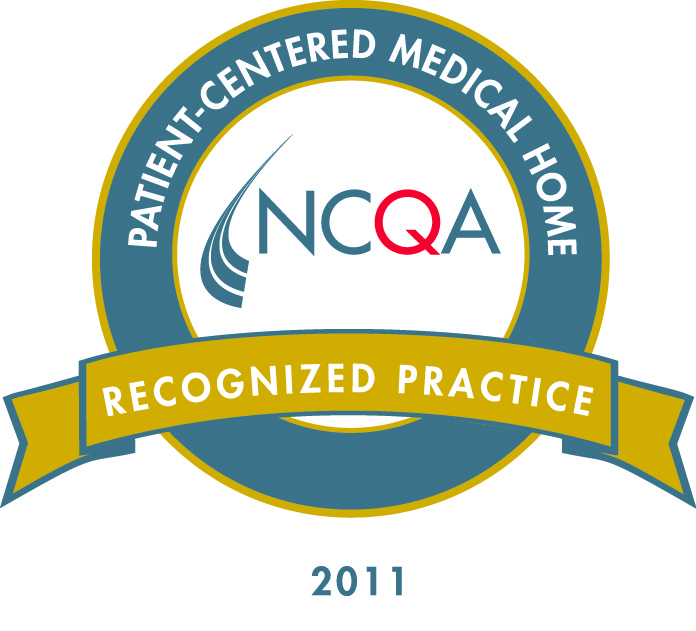 PATIENT-CENTERED MEDICAL HOME
NCQA
RECOGNIZED PRACTICE
2011